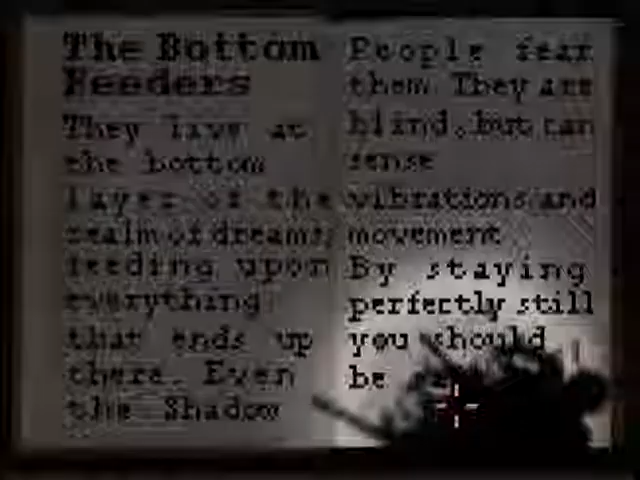 The Bottom
Feeders
They live at
the bottom
layer of the
realm of dreams,
feeding upon
everything
that ends up
there. Even
the Shadow
People fear
them. They are
blind, but can
sense
vibrations and
movement
By staying
perfectly still
you should
be